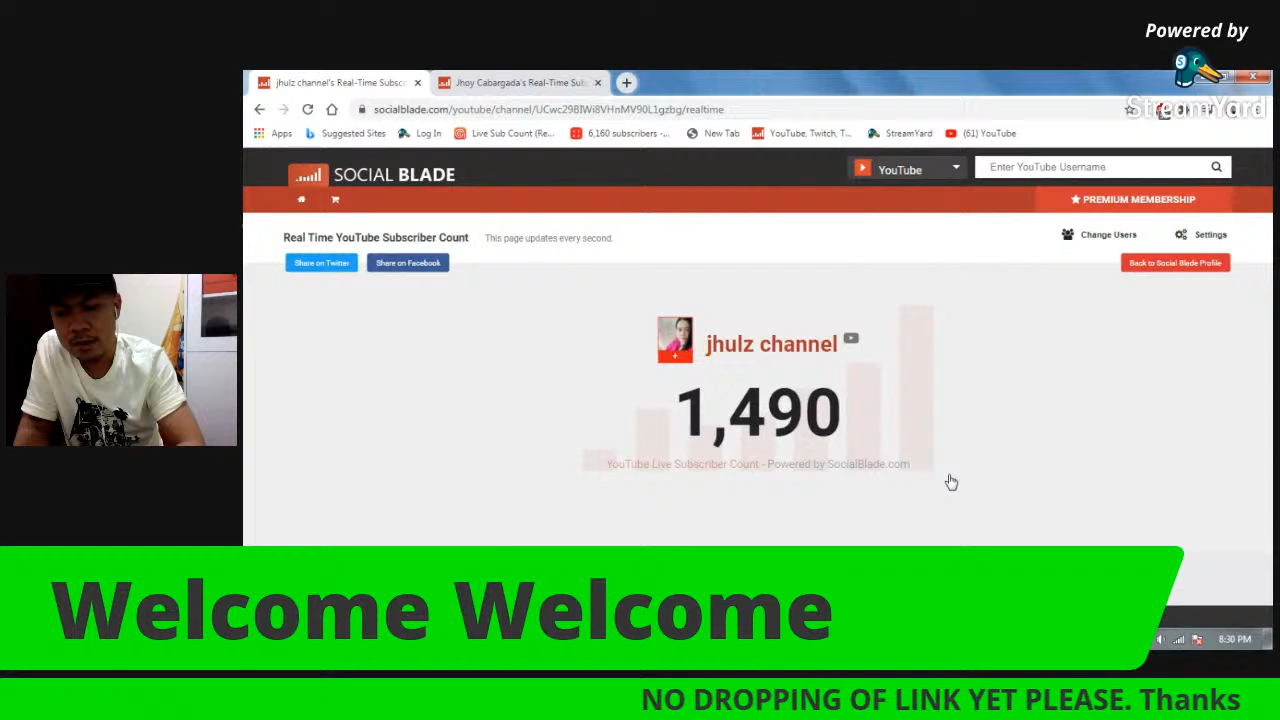 Powered by
StreamYard
jhulz channel's Real-Time Subsc
Jhoy Cabargada's Real-Time Sub
socialblade.com/youtube/channel/UCwc29BIWi8VHnMV90L1gzbg/realtime
Apps
Suggested Sites
Log In
Live Sub Count (Re...
6,160 subscribers -...
New Tab
YouTube, Twitch, T...
StreamYard
(61) YouTube
SOCIAL BLADE
YouTube
Enter YouTube Username
PREMIUM MEMBERSHIP
Real Time YouTube Subscriber Count
This page updates every second.
Change Users
Settings
Share on Twitter
Share on Facebook
Back to Social Blade Profile
jhulz channel
1,490
YouTube Live Subscriber Count - Powered by SocialBlade.com
Welcome Welcome
8:30 PM
NO DROPPING OF LINK YET PLEASE. Thanks